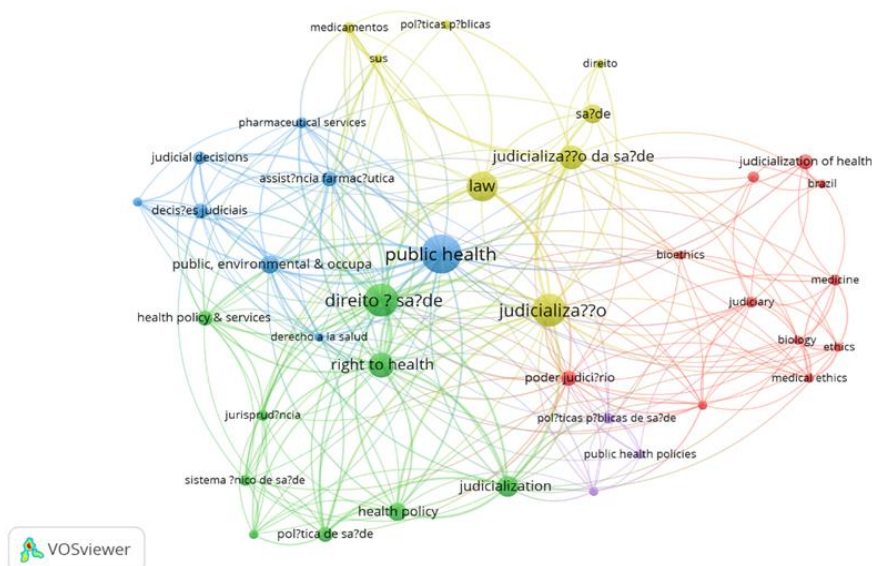 medicamentos
pol?ticas p?blicas
sus
direito
sa?de
pharmaceutical services
judicial decisions
judicializa??o da sa?de
judicialization of health
assist?ncia farmac?utica
law
brazil
decis?es judiciais
public health
bioethics
public, environmental & occupa
medicine
direito ? sa?de
judicializa??o
judiciary
health policy & services
derecho a la salud
biology
ethics
right to health
poder judici?rio
medical ethics
jurisprud?ncia
pol?ticas p?blicas de sa?de
public health policies
sistema ?nico de sa?de
judicialization
health policy
pol?tica de sa?de
VOSviewer